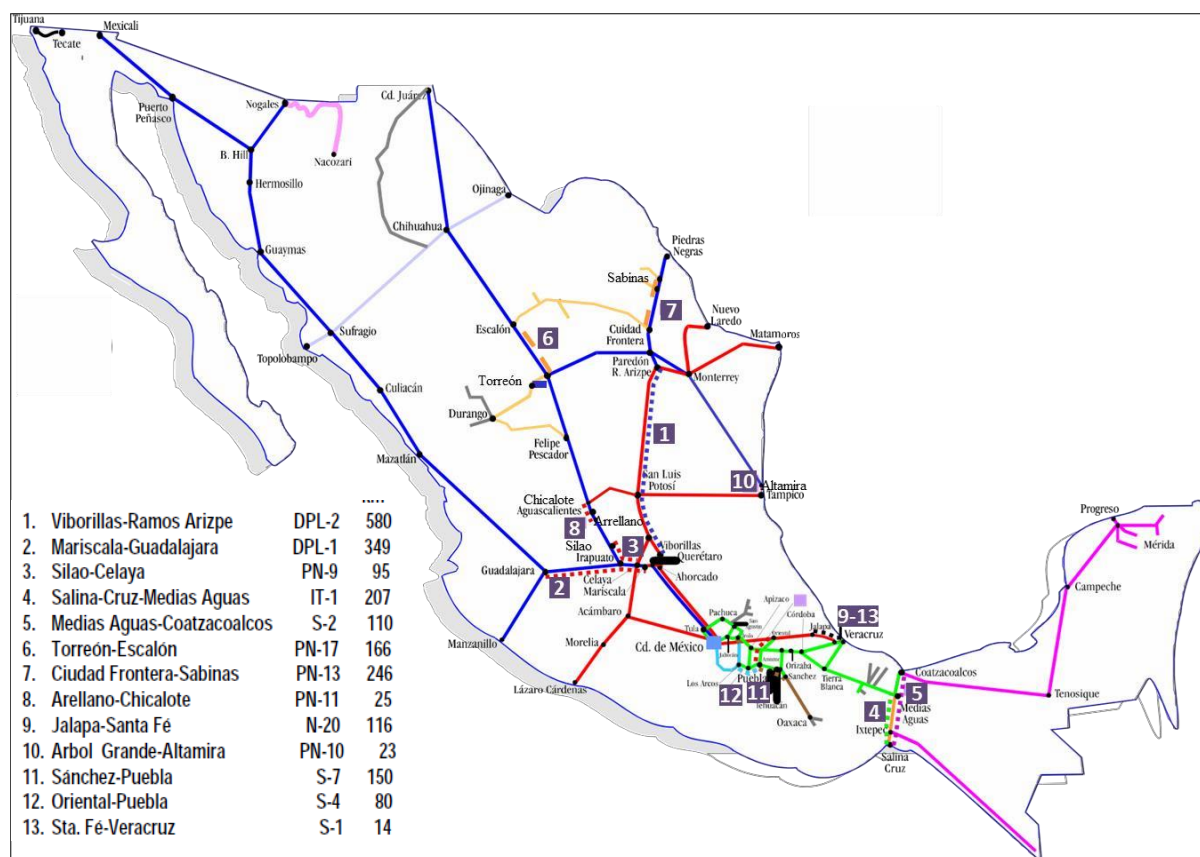 Tijuana
Tecate
Mexicali
Puerto
Peñasco
Nogales
B. Hill
Nacozari
Hermosillo
Guaymas
Cd. Juárez
Ojinaga
Chihuahua
Sufragio
Topolobampo
Culiacán
Mazatlán
Escalón
6
Torreón
Durango
Felipe
Pescador
Piedras
Negras
Sabinas
7
Nuevo
Laredo
Matamoros
Cuidad
Frontera
Paredón
R. Arizpe
Monterrey
1
San Luis
Potosí
10
Altamira
Tampico
Chicalote
Aguascalientes
8
Arrellano
Silao
Irapuato
3
Viborillas
Querétaro
Guadalajara
2
Celaya
Mariscala
Ahorcado
Manzanillo
Acámbaro
Morelia
Lázaro Cárdenas
Pachuca
Tula
Cd. de México
Apizaco
Córdoba
Jalapa
Oriental
9-13
Veracruz
Los Arcos
Puebla
Orizaba
Sanchez
Tierra
Blanca
12
11
Tehuacán
Oaxaca
Coatzacoalcos
5
4
Medias
Aguas
Ixtepec
Salina
Cruz
Tenosique
Campeche
Progreso
Mérida
1. Viborillas-Ramos Arizpe DPL-2 580
2. Mariscala-Guadalajara DPL-1 349
3. Silao-Celaya PN-9 95
4. Salina-Cruz-Medias Aguas IT-1 207
5. Medias Aguas-Coatzacoalcos S-2 110
6. Torreón-Escalón PN-17 166
7. Ciudad Frontera-Sabinas PN-13 246
8. Arellano-Chicalote PN-11 25
9. Jalapa-Santa Fé N-20 116
10. Arbol Grande-Altamira PN-10 23
11. Sánchez-Puebla S-7 150
12. Oriental-Puebla S-4 80
13. Sta. Fé-Veracruz S-1 14